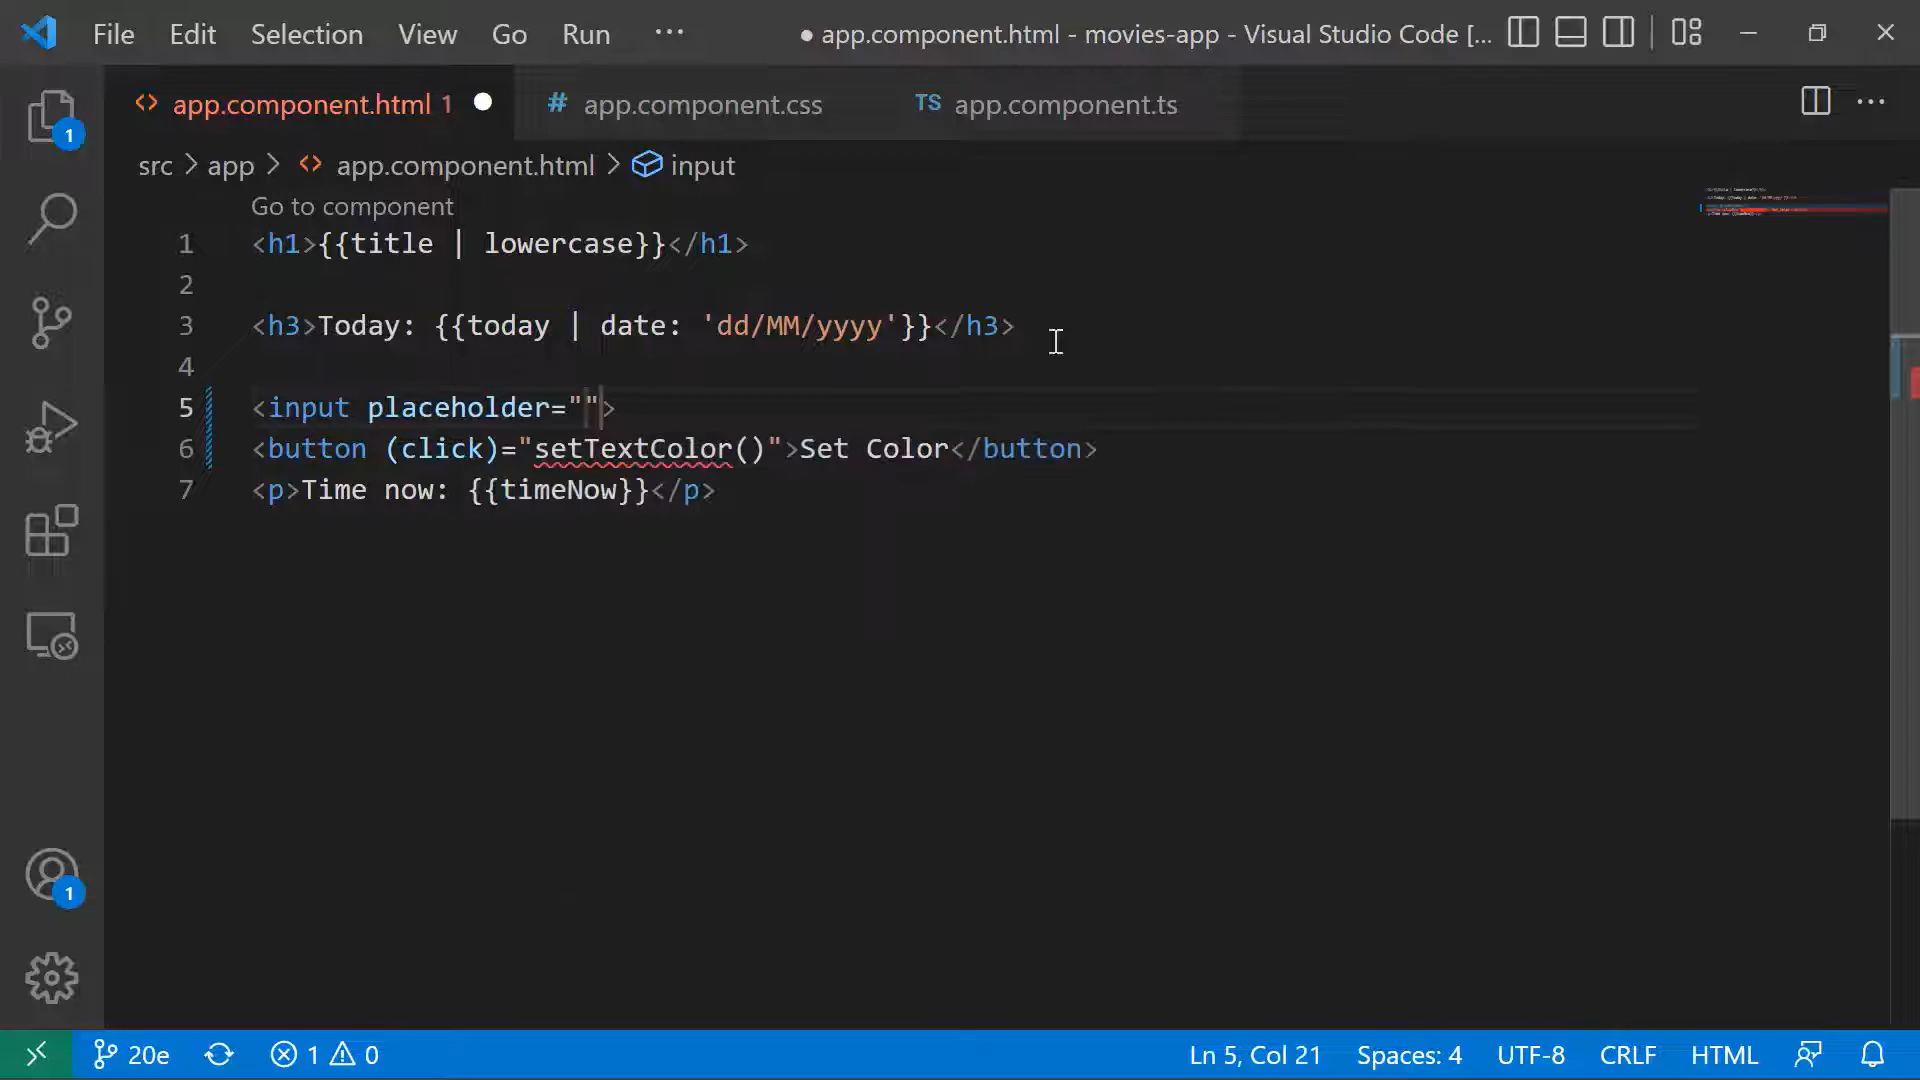 File Edit Selection View Go Run ··· ● app.component.html - movies-app - Visual Studio Code [...
<> app.component.html 1 ● # app.component.css TS app.component.ts ···
src > app > <> app.component.html > input
Go to component
1 <h1>{{title | lowercase}}</h1>
2
3 <h3>Today: {{today | date: 'dd/MM/yyyy'}}</h3>
4
5 <input placeholder="">
6 <button (click)="setTextColor()">Set Color</button>
7 <p>Time now: {{timeNow}}</p>
1
1
20e 1 0 Ln 5, Col 21 Spaces: 4 UTF-8 CRLF HTML